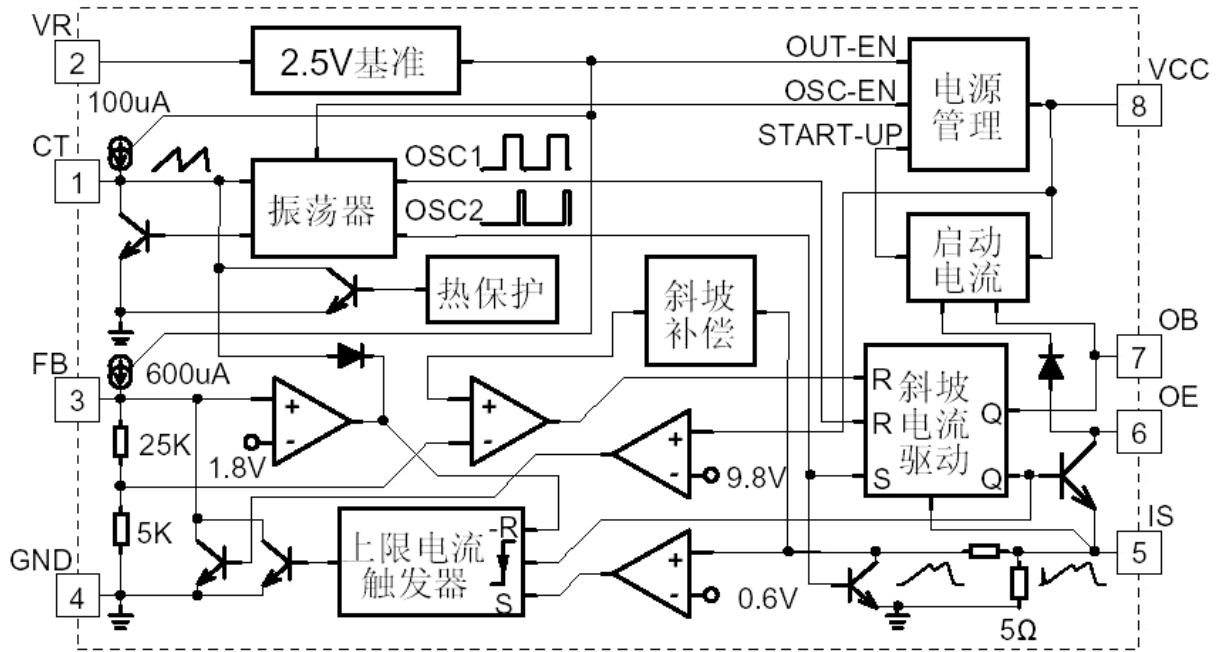 VR
2
2.5V基准
OUT-EN
OSC-EN
START-UP
电源
管理
VCC
8
100uA
CT
1
振荡器
OSC1
OSC2
启动
电流
热保护
斜坡
补偿
OB
7
FB
3
600uA
+
-
1.8V
+
-
+
-
9.8V
R
R
S
斜坡
电流
驱动
Q
Q
OE
6
25K
5K
GND
4
上限电流
触发器
-R
S
+
-
0.6V
IS
5
5Ω